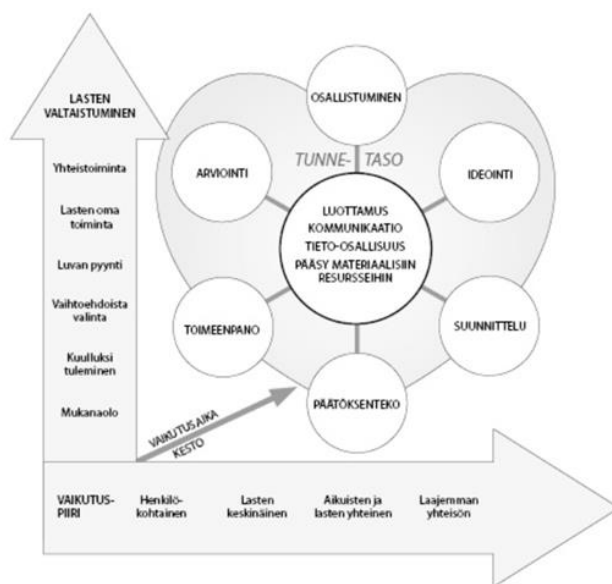 LASTEN
VALTAISTUMINEN
Yhteistoiminta
Lasten oma
toiminta
Luvan pyynti
Vaihtoehdoista
valinta
Kuulluksi
tuleminen
Mukanaolo
OSALLISTUMINEN
TUNNE- TASO
ARVIOINTI
IDEOINTI
LUOTTAMUS
KOMMUNIKAATIO
TIETO-OSALLISUUS
PÄÄSY MATERIAALISIIN
RESURSSEIHIN
TOIMEENPANO
SUUNNITTELU
PÄÄTÖKSENTEKO
VAIKUTUSAIKA
KESTO
VAIKUTUS-
PIIRI
Henkilö-
kohtainen
Lasten
keskinäinen
Aikuisten ja
lasten yhteinen
Laajemman
yhteisön